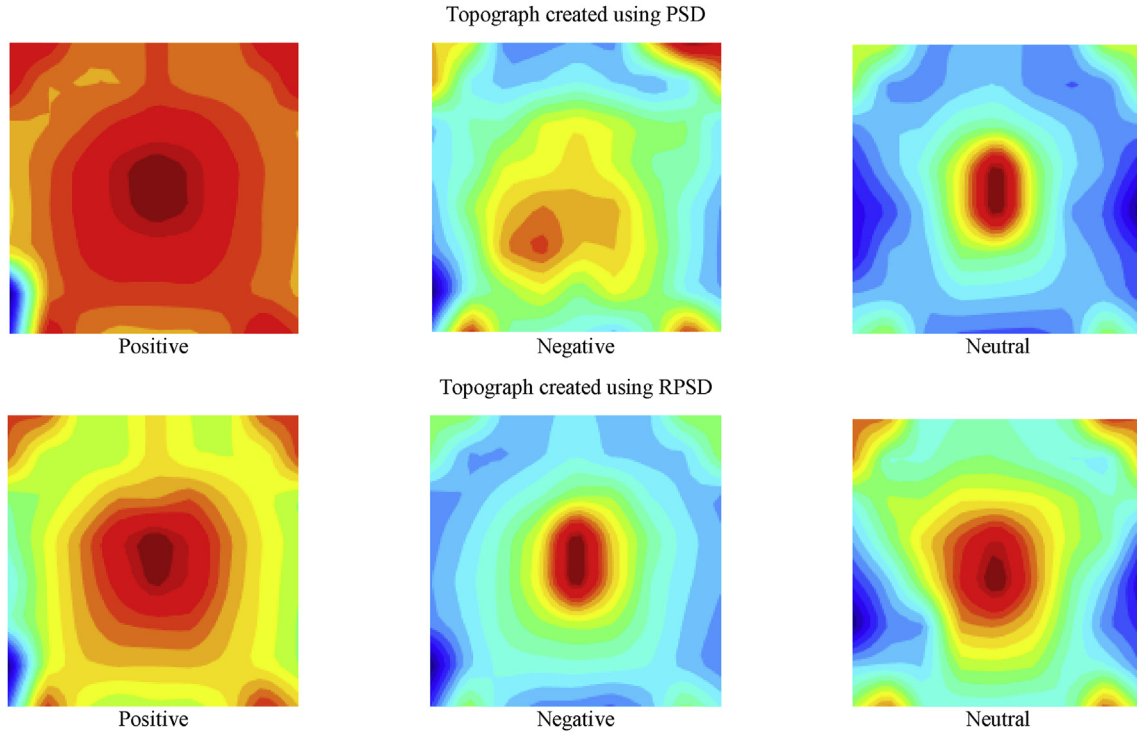 Topograph created using PSD
Positive
Negative
Neutral
Topograph created using RPSD
Positive
Negative
Neutral